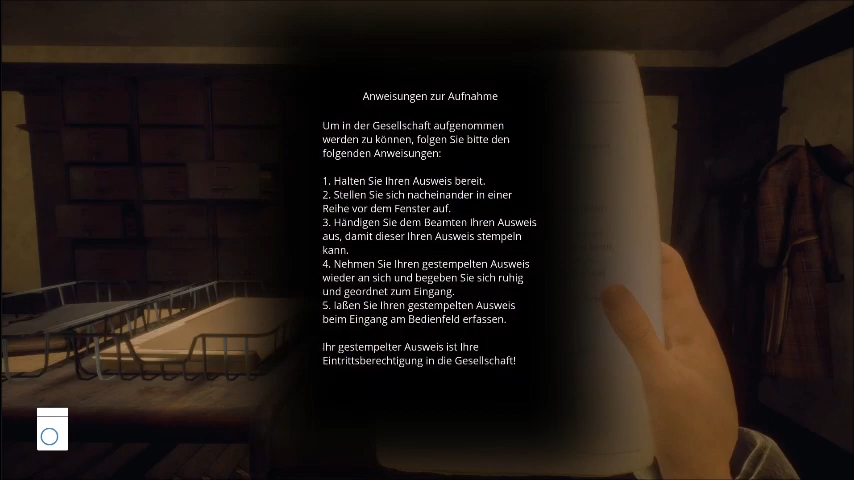 Anweisungen zur Aufnahme
Um in der Gesellschaft aufgenommen
werden zu können, folgen Sie bitte den
folgenden Anweisungen:
1. Halten Sie Ihren Ausweis bereit.
2. Stellen Sie sich nacheinander in einer
Reihe vor dem Fenster auf.
3. Händigen Sie dem Beamten Ihren Ausweis
aus, damit dieser Ihren Ausweis stempeln
kann.
4. Nehmen Sie Ihren gestempelten Ausweis
wieder an sich und begeben Sie sich ruhig
und geordnet zum Eingang.
5. laßen Sie Ihren gestempelten Ausweis
beim Eingang am Bedienfeld erfassen.
Ihr gestempelter Ausweis ist Ihre
Eintrittsberechtigung in die Gesellschaft!